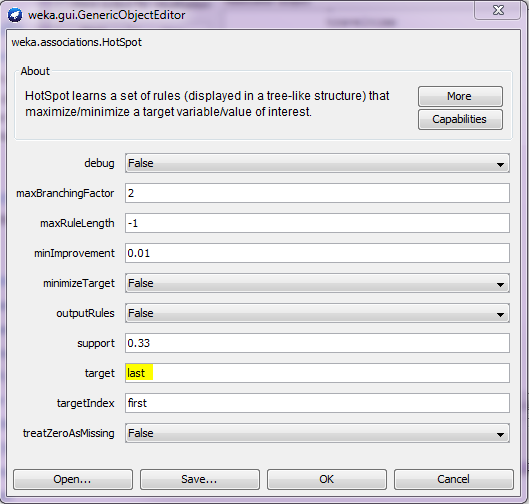 weka.gui.GenericObjectEditor
weka.associations.HotSpot
About
HotSpot learns a set of rules (displayed in a tree-like structure) that
maximize/minimize a target variable/value of interest.
More
Capabilities
debug False
maxBranchingFactor 2
maxRuleLength -1
minImprovement 0.01
minimizeTarget False
outputRules False
support 0.33
target last
targetIndex first
treatZeroAsMissing False
Open... Save... OK Cancel